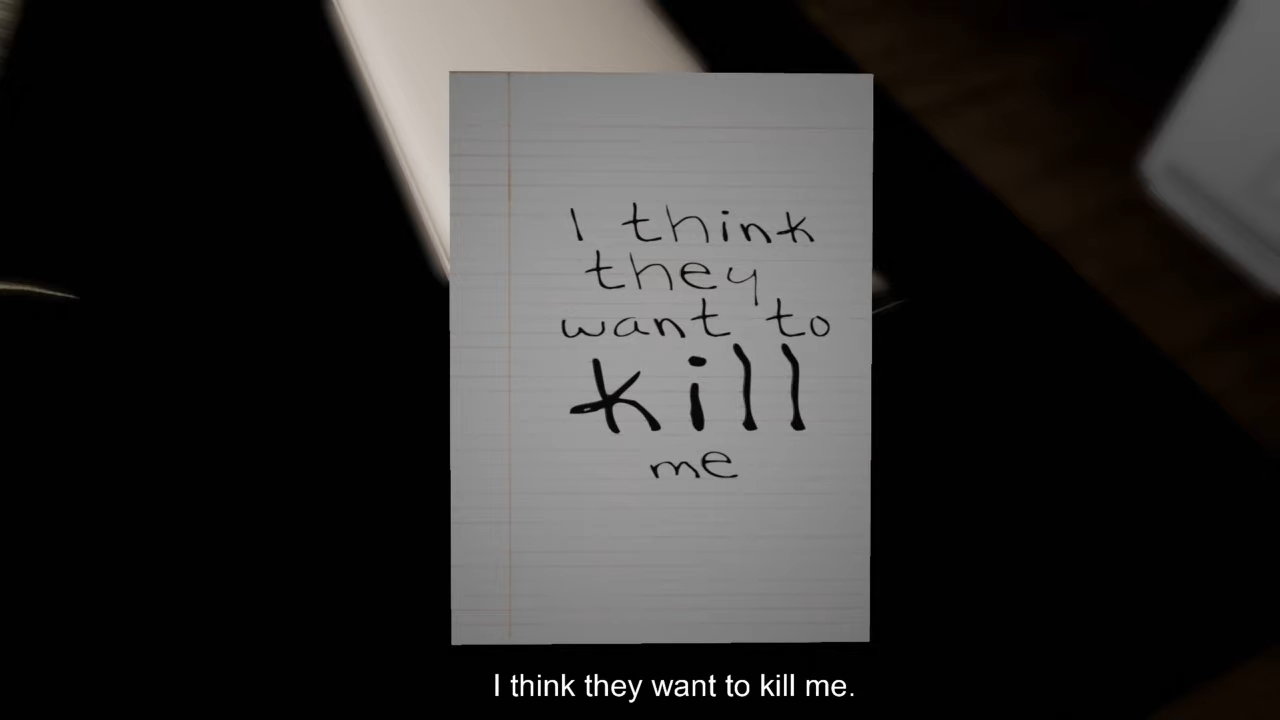 I think
they
want to
kill
me
I think they want to kill me.